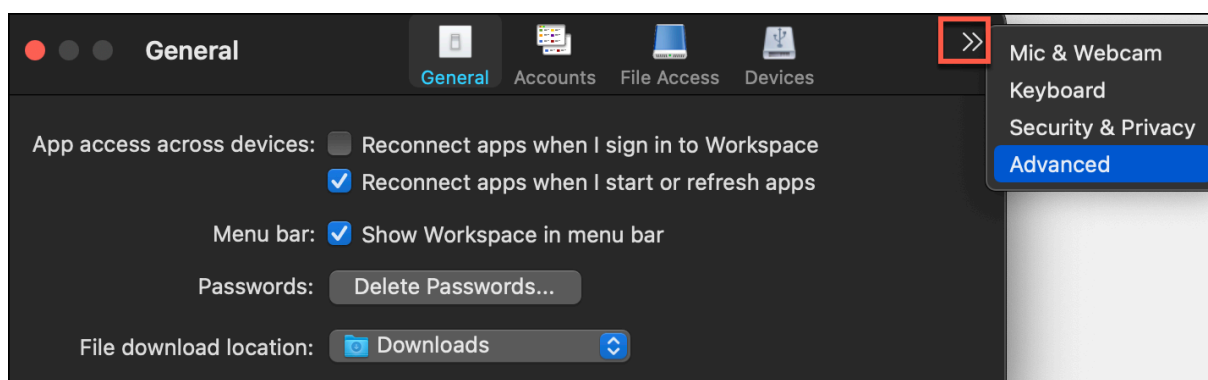 General
General
Accounts
File Access
Devices
Mic & Webcam
Keyboard
Security & Privacy
Advanced
App access across devices: Reconnect apps when I sign in to Workspace
Reconnect apps when I start or refresh apps
Menu bar: Show Workspace in menu bar
Passwords: Delete Passwords...
File download location: Downloads